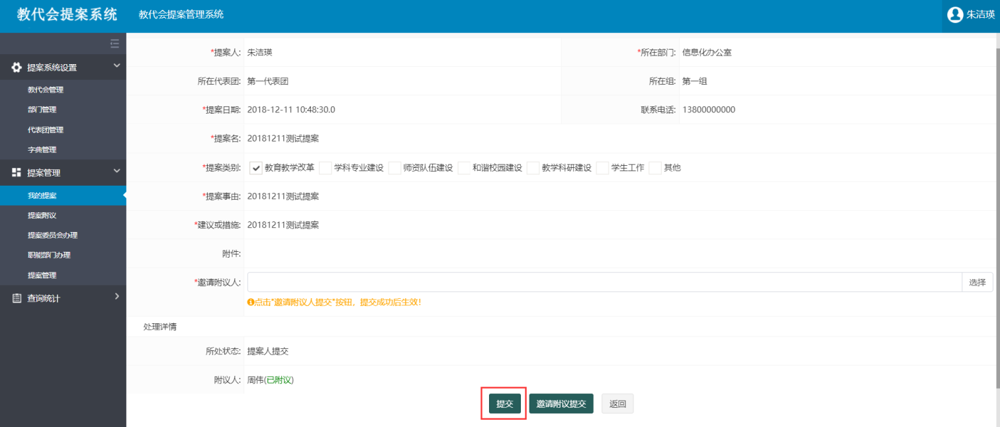 教代会提案系统
教代会提案管理系统
朱洁瑛
提案系统设置
教代会管理
部门管理
代表团管理
字典管理
提案管理
我的提案
提案附议
提案委员会办理
职能部门办理
提案管理
查询统计
*提案人: 朱洁瑛 *所在部门: 信息化办公室
所在代表团: 第一代表团 所在组: 第一组
*提案日期: 2018-12-11 10:48:30.0 联系电话: 13800000000
*提案名: 20181211测试提案
*提案类别: 教育教学改革 学科专业建设 师资队伍建设 和谐校园建设 教学科研建设 学生工作 其他
*提案事由: 20181211测试提案
*建议或措施: 20181211测试提案
附件:
*邀请附议人: 选择
点击"邀请附议人提交"按钮，提交成功后生效！
处理详情
所处状态: 提案人提交
附议人: 周伟(已附议)
提交 邀请附议提交 返回